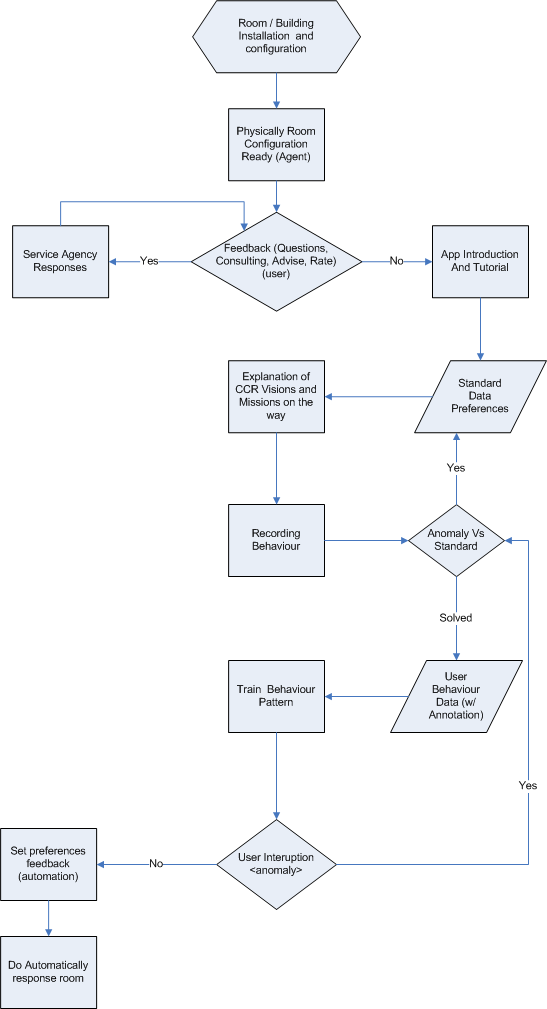 Room / Building
Installation and
configuration
Physically Room
Configuration
Ready (Agent)
Service Agency
Responses
Yes
Feedback (Questions,
Consulting, Advise, Rate)
(user)
No
App Introduction
And Tutorial
Explanation of
CCR Visions and
Missions on the
way
Standard
Data
Preferences
Yes
Recording
Behaviour
Anomaly Vs
Standard
Solved
Train Behaviour
Pattern
User
Behaviour
Data (w/
Annotation)
Yes
Set preferences
feedback
(automation)
No
User Interuption
<anomaly>
Do Automatically
response room